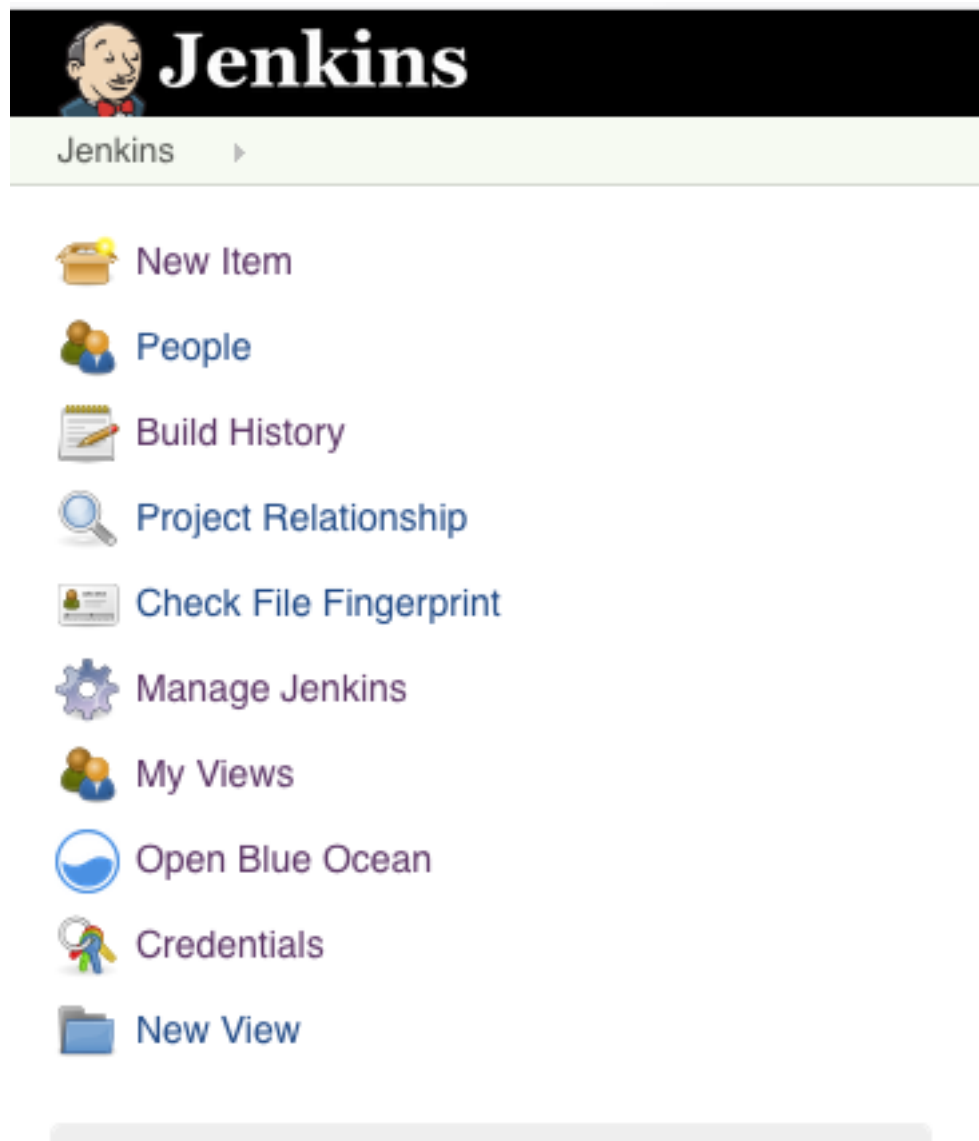 Jenkins
Jenkins
New Item
People
Build History
Project Relationship
Check File Fingerprint
Manage Jenkins
My Views
Open Blue Ocean
Credentials
New View